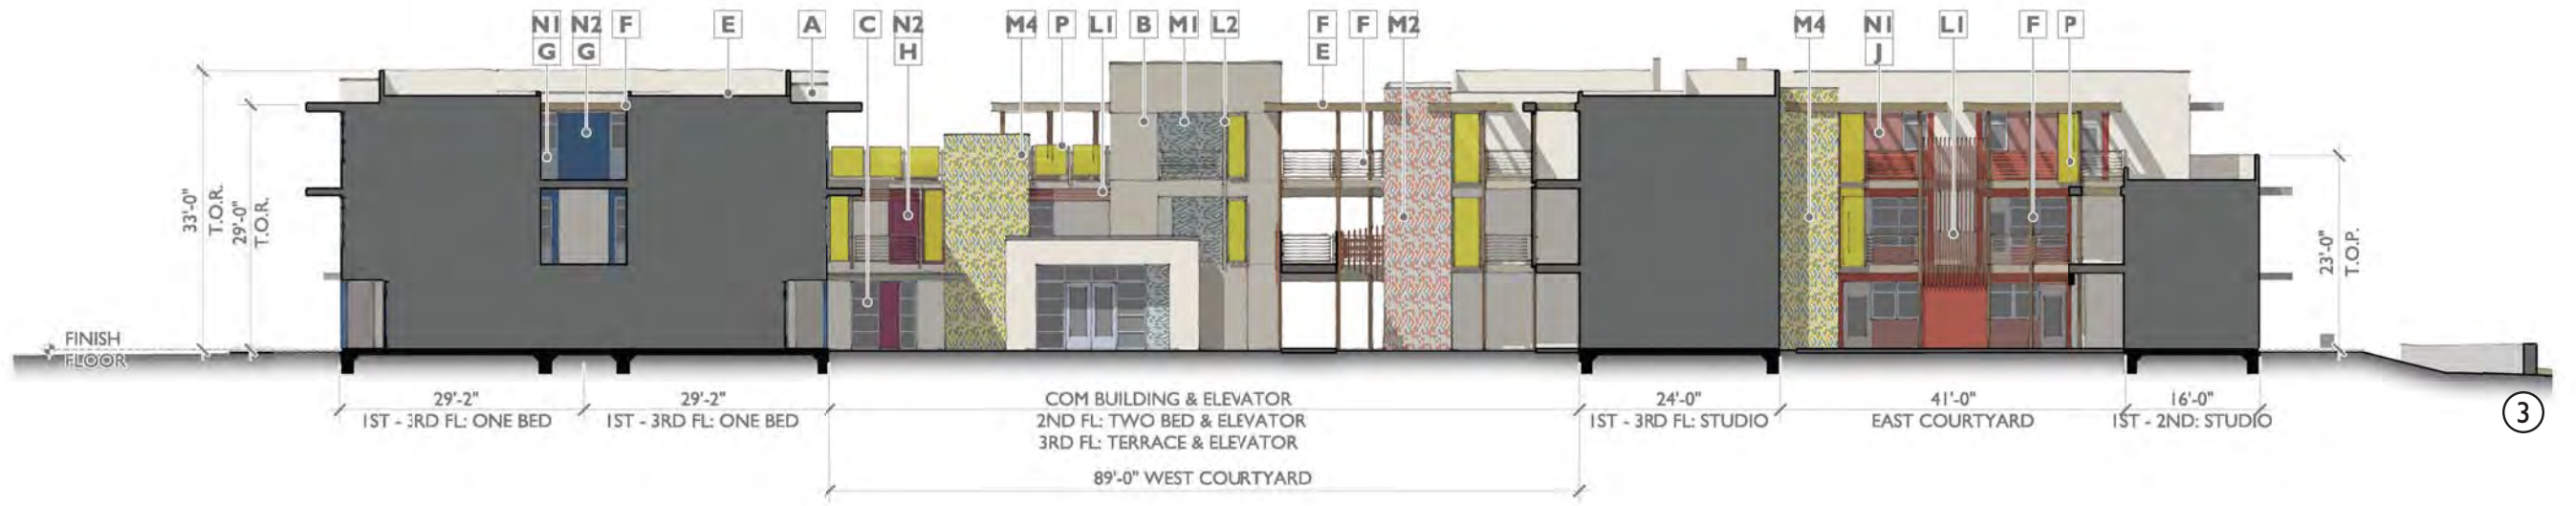 N1 N2 F E A C N2 M4 P L1 B M1 L2 F F M2 M4 N1 L1 F P
G G H E J
33'-0"
T.O.R.
29'-0"
T.O.R.
23'-0"
T.O.P.
FINISH
FLOOR
29'-2" 29'-2" COM BUILDING & ELEVATOR 24'-0" 41'-0" 16'-0"
1ST - 3RD FL: ONE BED 1ST - 3RD FL: ONE BED 2ND FL: TWO BED & ELEVATOR 1ST - 3RD FL: STUDIO EAST COURTYARD 1ST - 2ND: STUDIO
3RD FL: TERRACE & ELEVATOR
89'-0" WEST COURTYARD
3